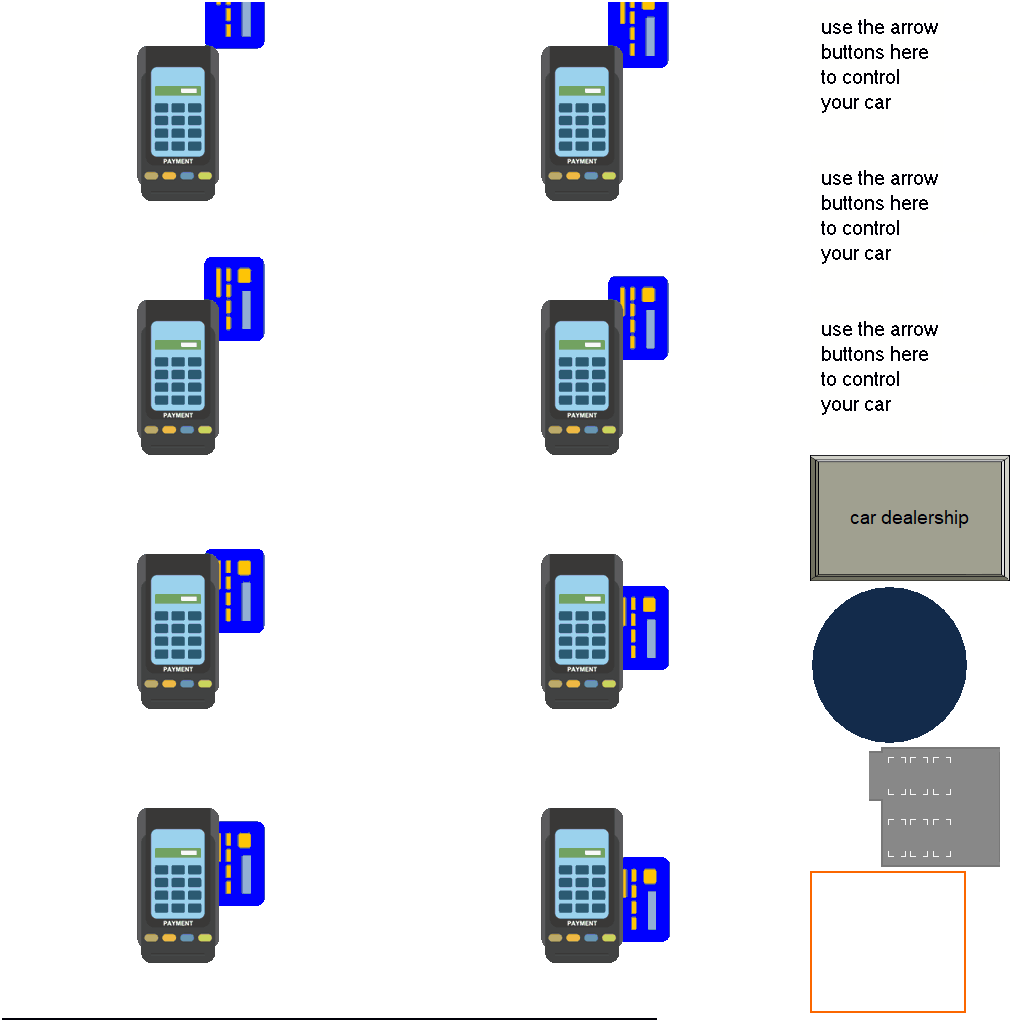 use the arrow
buttons here
to control
your car
PAYMENT
PAYMENT
use the arrow
buttons here
to control
your car
use the arrow
buttons here
to control
your car
PAYMENT
PAYMENT
car dealership
PAYMENT
PAYMENT
PAYMENT
PAYMENT